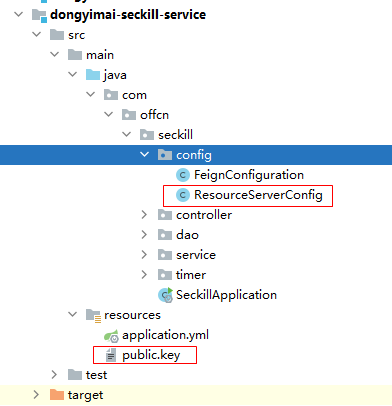 dongyimai-seckill-service
src
main
java
com
offcn
seckill
config
FeignConfiguration
ResourceServerConfig
controller
dao
service
timer
SeckillApplication
resources
application.yml
public.key
test
target